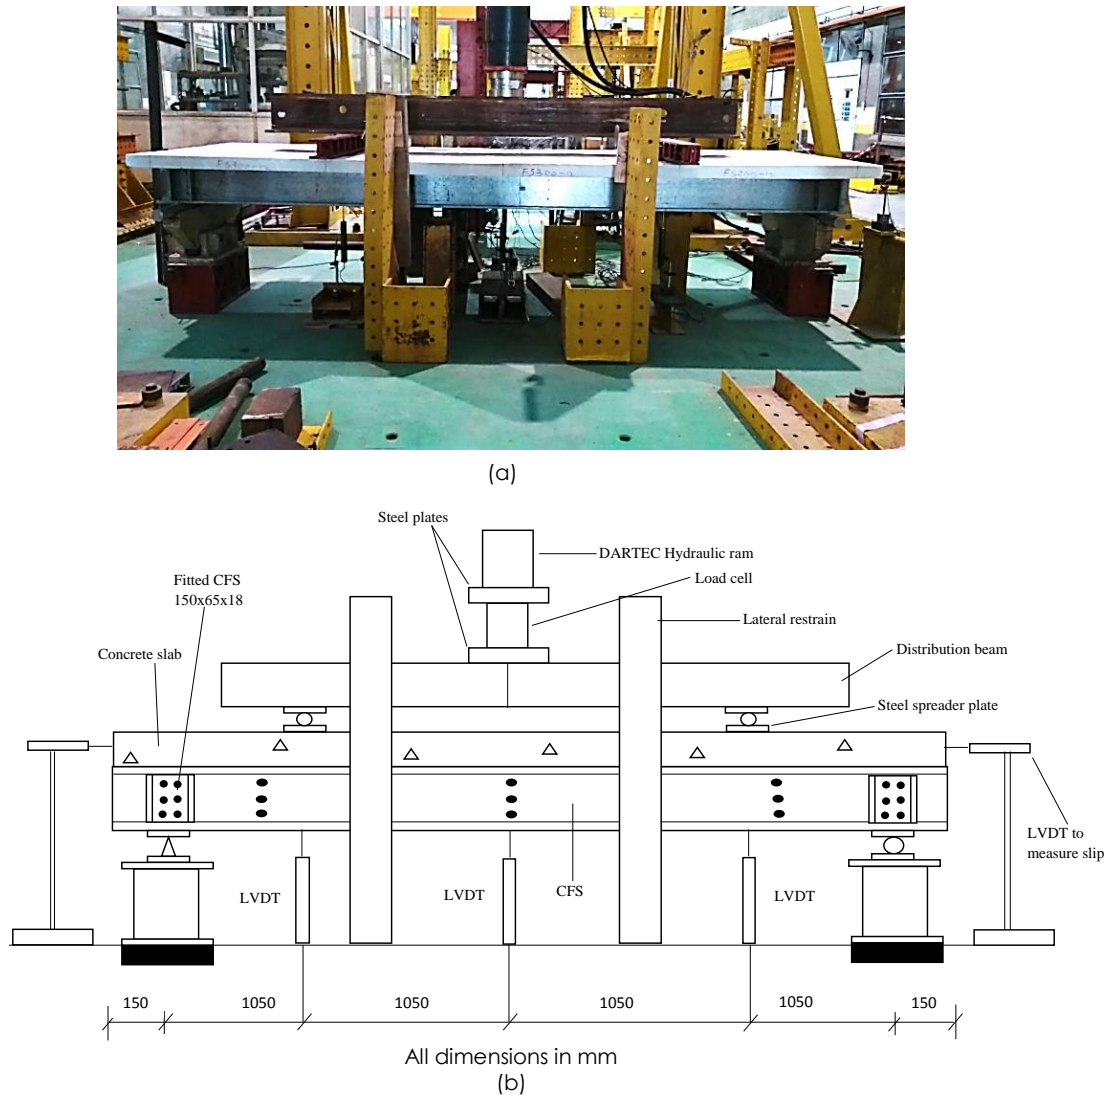 (a)
Steel plates
DARTEC Hydraulic ram
Load cell
Fitted CFS
150x65x18
Lateral restrain
Concrete slab
Distribution beam
Steel spreader plate
LVDT to
measure slip
LVDT
LVDT
CFS
LVDT
150
1050
1050
1050
1050
150
All dimensions in mm
(b)